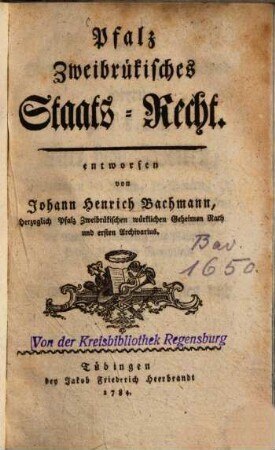 Pfalz
Zweibrükisches
Staats-Recht.
entworfen
von
Johann Henrich Bachmann,
Herzoglich Pfalz Zweibrükischen würklichen Geheimen Rath
und ersten Archivarius.
Bav.
1650.
Von der Kreisbibliothek Regensburg
Tübingen
bey Jakob Friedrich Heerbrandt
1784.